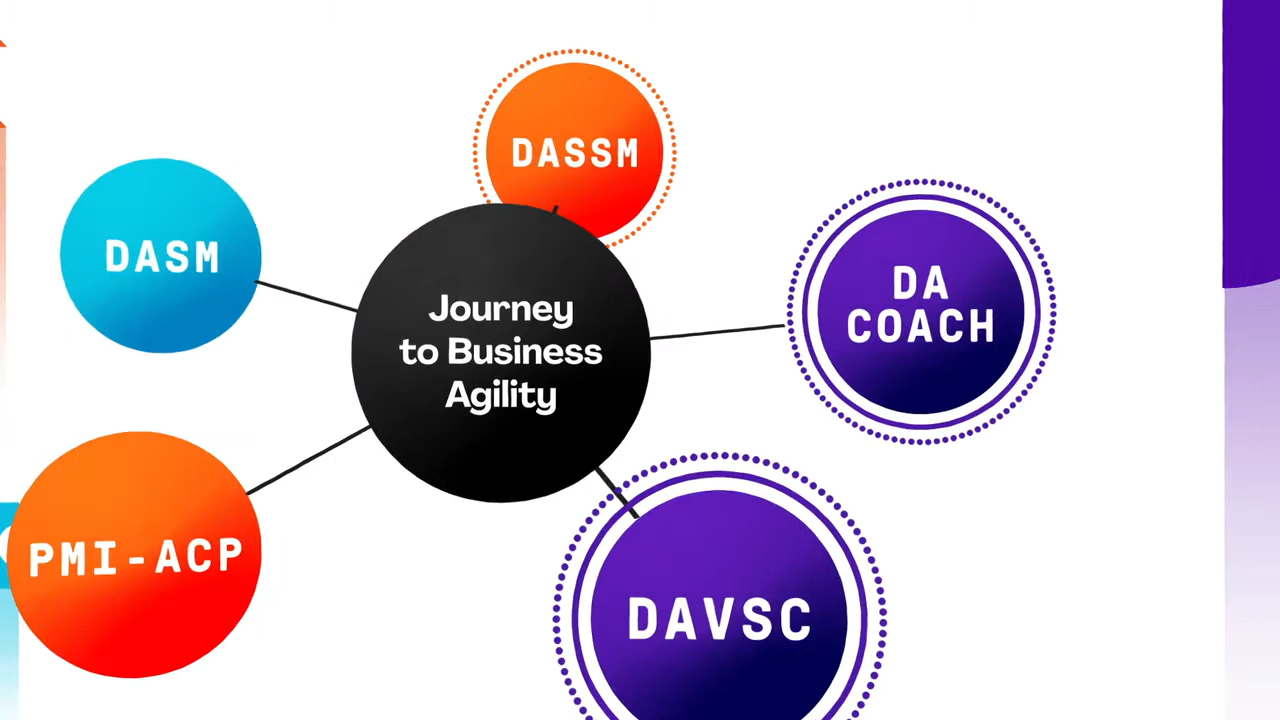 DASSM
DASM
Journey
to Business
Agility
DA
COACH
PMI-ACP
DAVSC